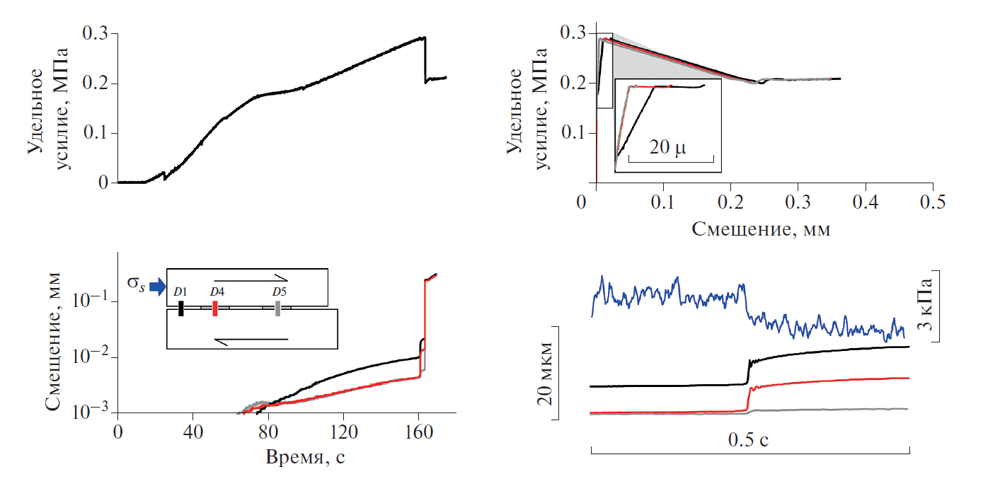 0.3
0.2
0.1
0
Удельное
усилие, МПа
0.3
0.2
0.1
0
0.1
0.2
0.3
0.4
0.5
Удельное
усилие, МПа
20 μ
Смещение, мм
10⁻¹
10⁻²
10⁻³
Смещение, мм
σₛ
D1
D4
D5
0
40
80
120
160
Время, с
3 кПа
20 мкм
0.5 с